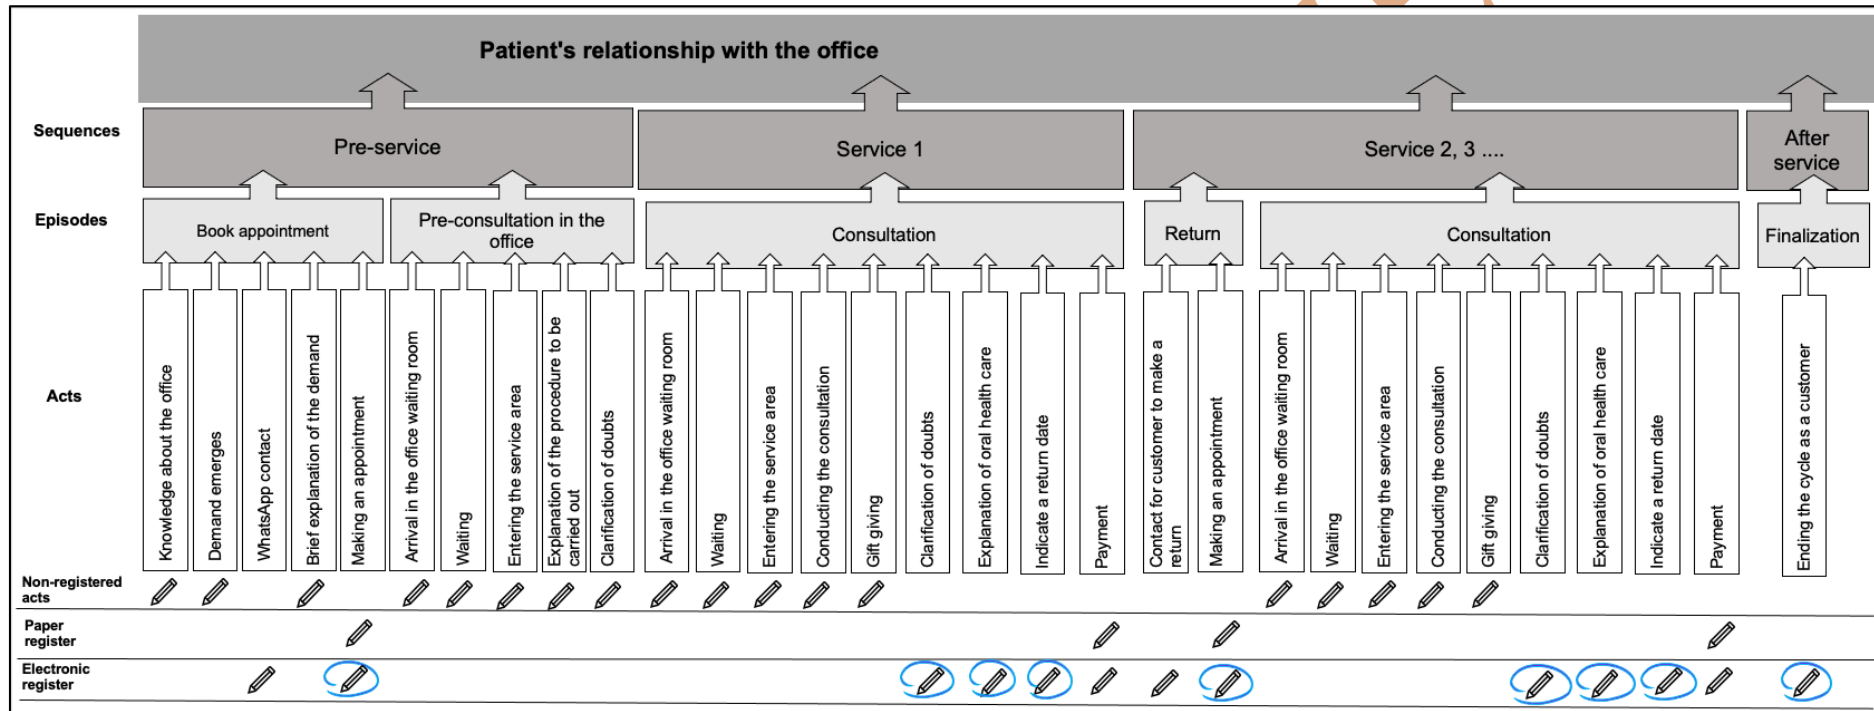 Patient's relationship with the office
Sequences
Pre-service
Service 1
Service 2, 3 ....
After
service
Episodes
Book appointment
Pre-consultation in the
office
Consultation
Return
Consultation
Finalization
Acts
Knowledge about the office
Demand emerges
WhatsApp contact
Brief explanation of the demand
Making an appointment
Arrival in the office waiting room
Waiting
Entering the service area
Explanation of the procedure to be
carried out
Clarification of doubts
Arrival in the office waiting room
Waiting
Entering the service area
Conducting the consultation
Gift giving
Clarification of doubts
Explanation of oral health care
Indicate a return date
Payment
Contact for customer to make a
return
Making an appointment
Arrival in the office waiting room
Waiting
Entering the service area
Conducting the consultation
Gift giving
Clarification of doubts
Explanation of oral health care
Indicate a return date
Payment
Ending the cycle as a customer
Non-registered
acts
Paper
register
Electronic
register